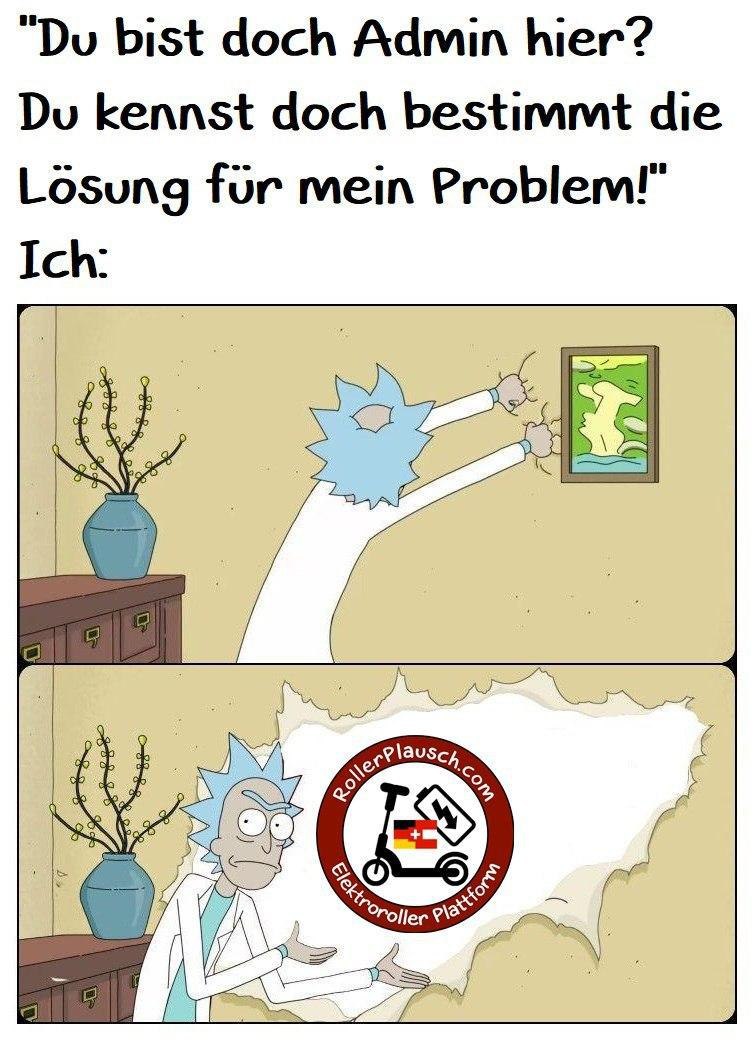 "Du bist doch Admin hier?
Du kennst doch bestimmt die
Lösung für mein Problem!"
Ich:
RollerPlausch.com
Elektroroller Plattform